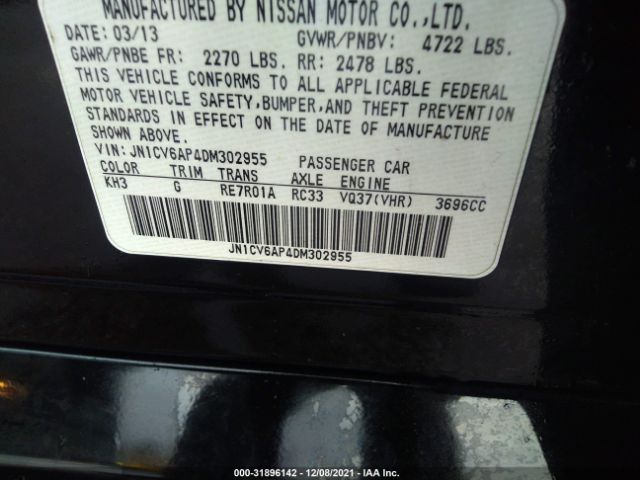 MANUFACTURED BY NISSAN MOTOR CO.,LTD.
DATE: 03/13 GVWR/PNBV: 4722 LBS.
GAWR/PNBE FR: 2270 LBS. RR: 2478 LBS.
THIS VEHICLE CONFORMS TO ALL APPLICABLE FEDERAL
MOTOR VEHICLE SAFETY,BUMPER,AND THEFT PREVENTION
STANDARDS IN EFFECT ON THE DATE OF MANUFACTURE
SHOWN ABOVE.
VIN: JN1CV6AP4DM302955 PASSENGER CAR
COLOR TRIM TRANS AXLE ENGINE
KH3 G RE7R01A RC33 VQ37(VHR) 3696CC
JN1CV6AP4DM302955
000-31896142 - 12/08/2021 - IAA Inc.